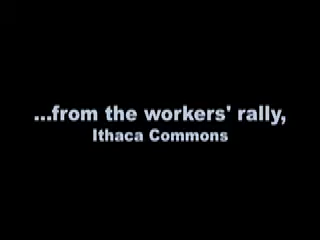 ...from the workers' rally,
Ithaca Commons